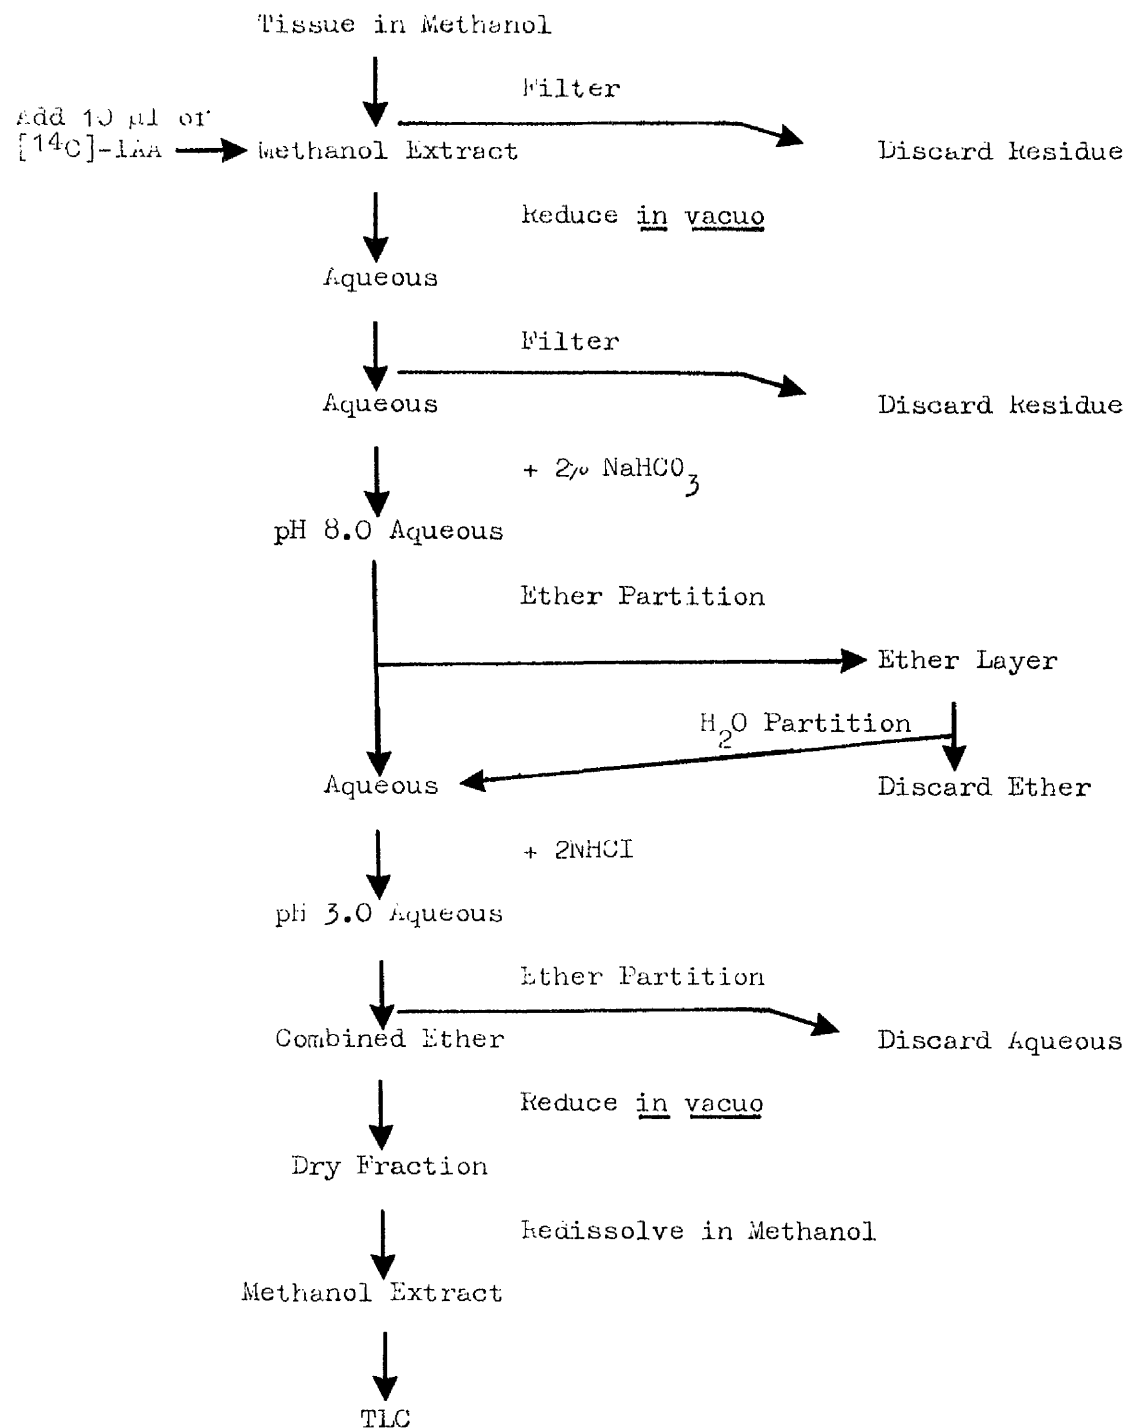 Tissue in Methanol
Filter
Add 10 µl or
[14C]-IAA
Methanol Extract
Discard Residue
Reduce in vacuo
Aqueous
Filter
Aqueous
Discard Residue
+ 2% NaHCO3
pH 8.0 Aqueous
Ether Partition
Ether Layer
H2O Partition
Aqueous
Discard Ether
+ 2NHCI
pH 3.0 Aqueous
Ether Partition
Combined Ether
Discard Aqueous
Reduce in vacuo
Dry Fraction
Redissolve in Methanol
Methanol Extract
TLC